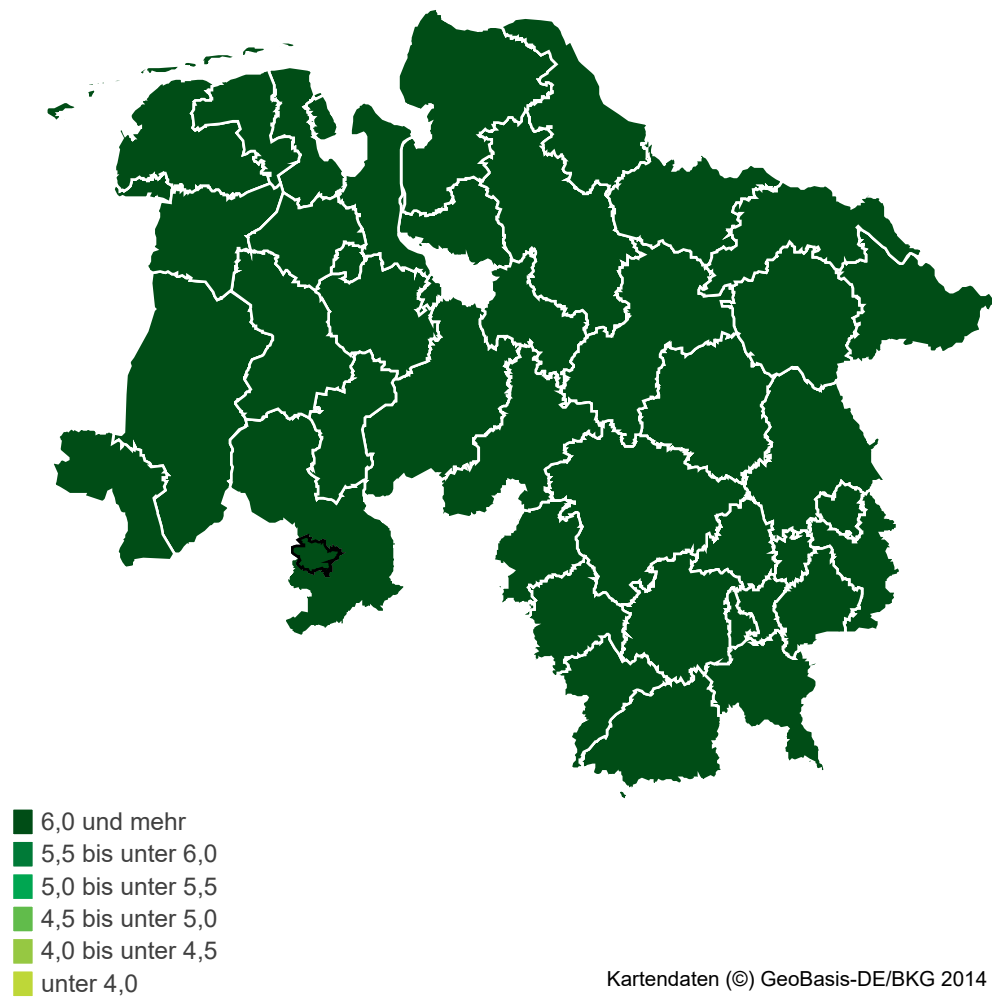 6,0 und mehr
5,5 bis unter 6,0
5,0 bis unter 5,5
4,5 bis unter 5,0
4,0 bis unter 4,5
unter 4,0
Kartendaten (©) GeoBasis-DE/BKG 2014